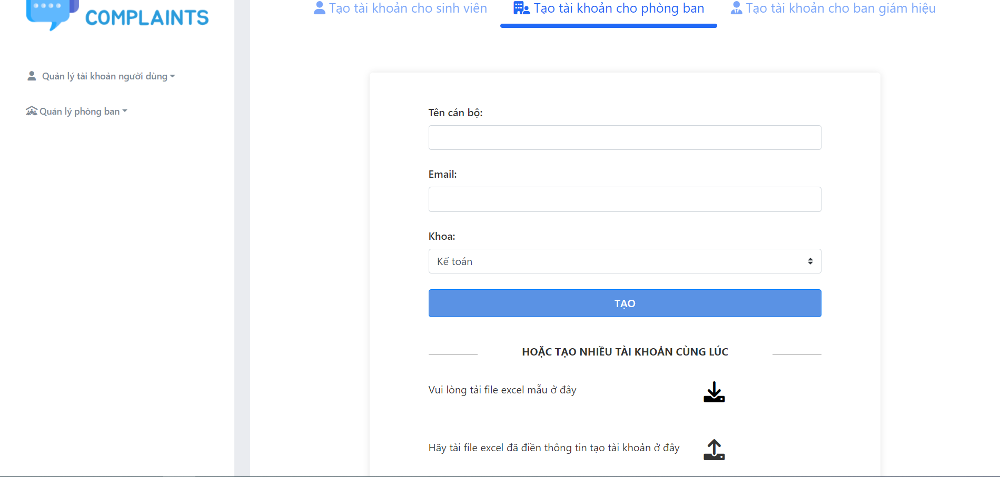 COMPLAINTS
Tạo tài khoản cho sinh viên
Tạo tài khoản cho phòng ban
Tạo tài khoản cho ban giám hiệu
Quản lý tài khoản người dùng
Quản lý phòng ban
Tên cán bộ:
Email:
Khoa:
Kế toán
TẠO
HOẶC TẠO NHIỀU TÀI KHOẢN CÙNG LÚC
Vui lòng tải file excel mẫu ở đây
Hãy tài file excel đã điền thông tin tạo tài khoản ở đây